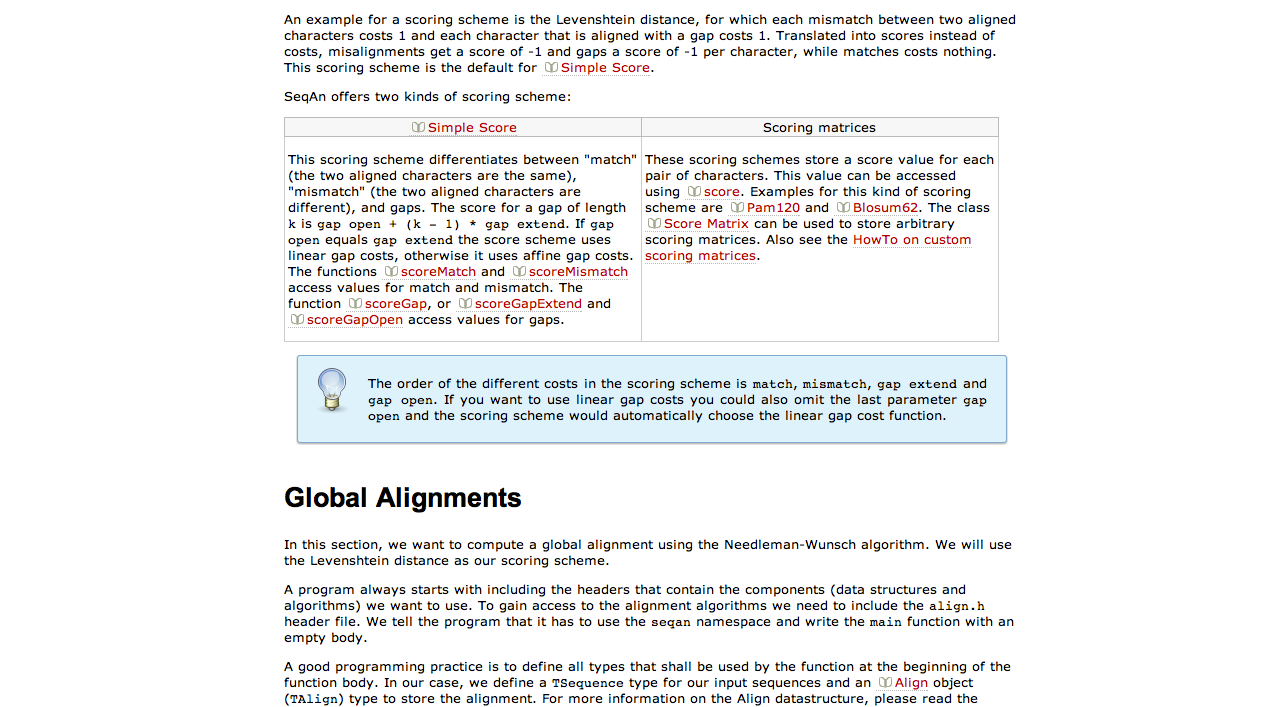 An example for a scoring scheme is the Levenshtein distance, for which each mismatch between two aligned
characters costs 1 and each character that is aligned with a gap costs 1. Translated into scores instead of
costs, misalignments get a score of -1 and gaps a score of -1 per character, while matches costs nothing.
This scoring scheme is the default for Simple Score.
SeqAn offers two kinds of scoring scheme:
Simple Score
This scoring scheme differentiates between "match"
(the two aligned characters are the same),
"mismatch" (the two aligned characters are
different), and gaps. The score for a gap of length
k is gap open + (k - 1) * gap extend. If gap
open equals gap extend the score scheme uses
linear gap costs, otherwise it uses affine gap costs.
The functions scoreMatch and scoreMismatch
access values for match and mismatch. The
function scoreGap, or scoreGapExtend and
scoreGapOpen access values for gaps.
Scoring matrices
These scoring schemes store a score value for each
pair of characters. This value can be accessed
using score. Examples for this kind of scoring
scheme are Pam120 and Blosum62. The class
Score Matrix can be used to store arbitrary
scoring matrices. Also see the HowTo on custom
scoring matrices.
The order of the different costs in the scoring scheme is match, mismatch, gap extend and
gap open. If you want to use linear gap costs you could also omit the last parameter gap
open and the scoring scheme would automatically choose the linear gap cost function.
Global Alignments
In this section, we want to compute a global alignment using the Needleman-Wunsch algorithm. We will use
the Levenshtein distance as our scoring scheme.
A program always starts with including the headers that contain the components (data structures and
algorithms) we want to use. To gain access to the alignment algorithms we need to include the align.h
header file. We tell the program that it has to use the seqan namespace and write the main function with an
empty body.
A good programming practice is to define all types that shall be used by the function at the beginning of the
function body. In our case, we define a TSequence type for our input sequences and an Align object
(TAlign) type to store the alignment. For more information on the Align datastructure, please read the